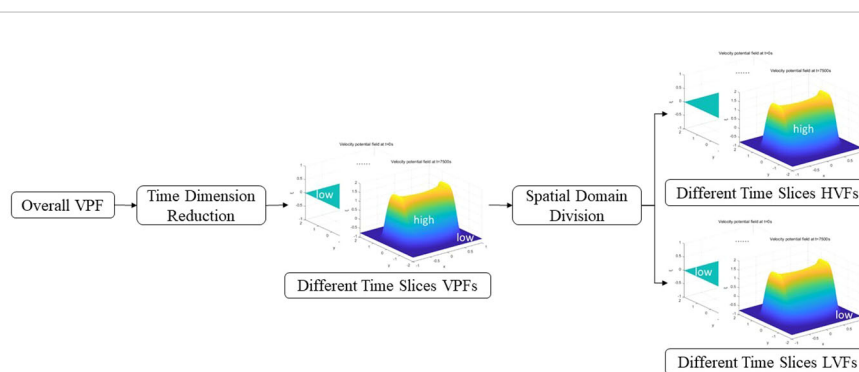 Overall VPF
Time Dimension
Reduction
Velocity potential field at t=0s
......
Velocity potential field at t=7500s
low
high
low
Different Time Slices VPFs
Spatial Domain
Division
Velocity potential field at t=0s
......
Velocity potential field at t=7500s
high
Different Time Slices HVFs
Velocity potential field at t=0s
......
Velocity potential field at t=7500s
low
low
Different Time Slices LVFs